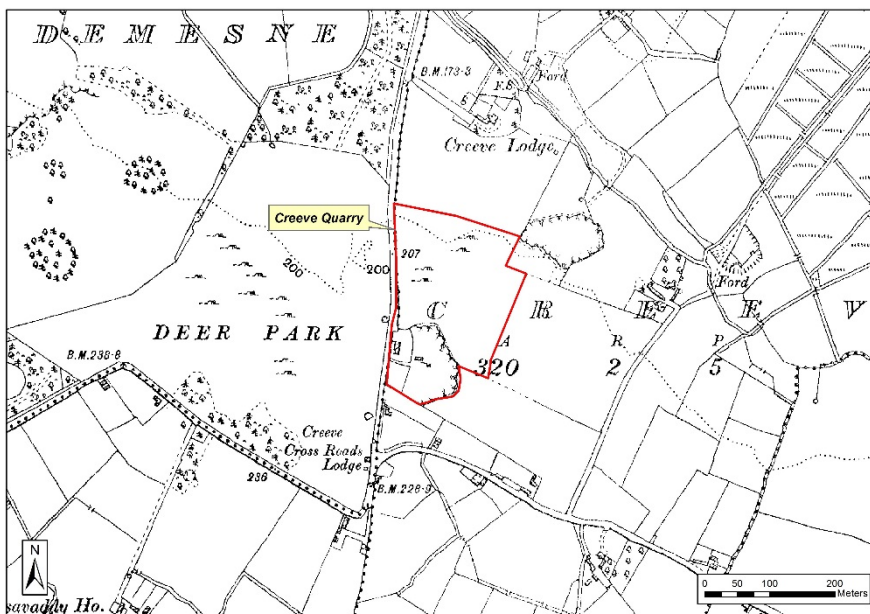 DEMESNE
B.M. 173·3
F.S.
Ford
Creeve Lodge
Creeve Quarry
200
200
207
C R E E V
DEER PARK
Ford
A R P
320 2 5
B.M. 238·8
Creeve
Cross Roads
Lodge
236
B.M. 228·9
N
savaddy Ho.
0 50 100 200
Meters